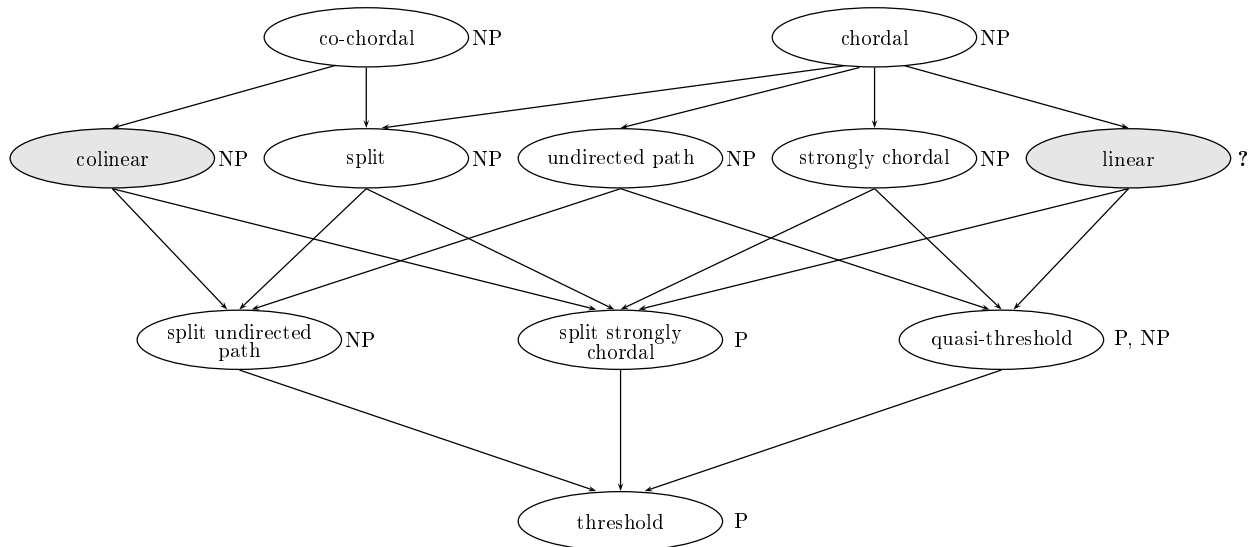 co-chordal NP
chordal NP
colinear NP
split NP
undirected path NP
strongly chordal NP
linear ?
split undirected
path
NP
split strongly
chordal
P
quasi-threshold P, NP
threshold P